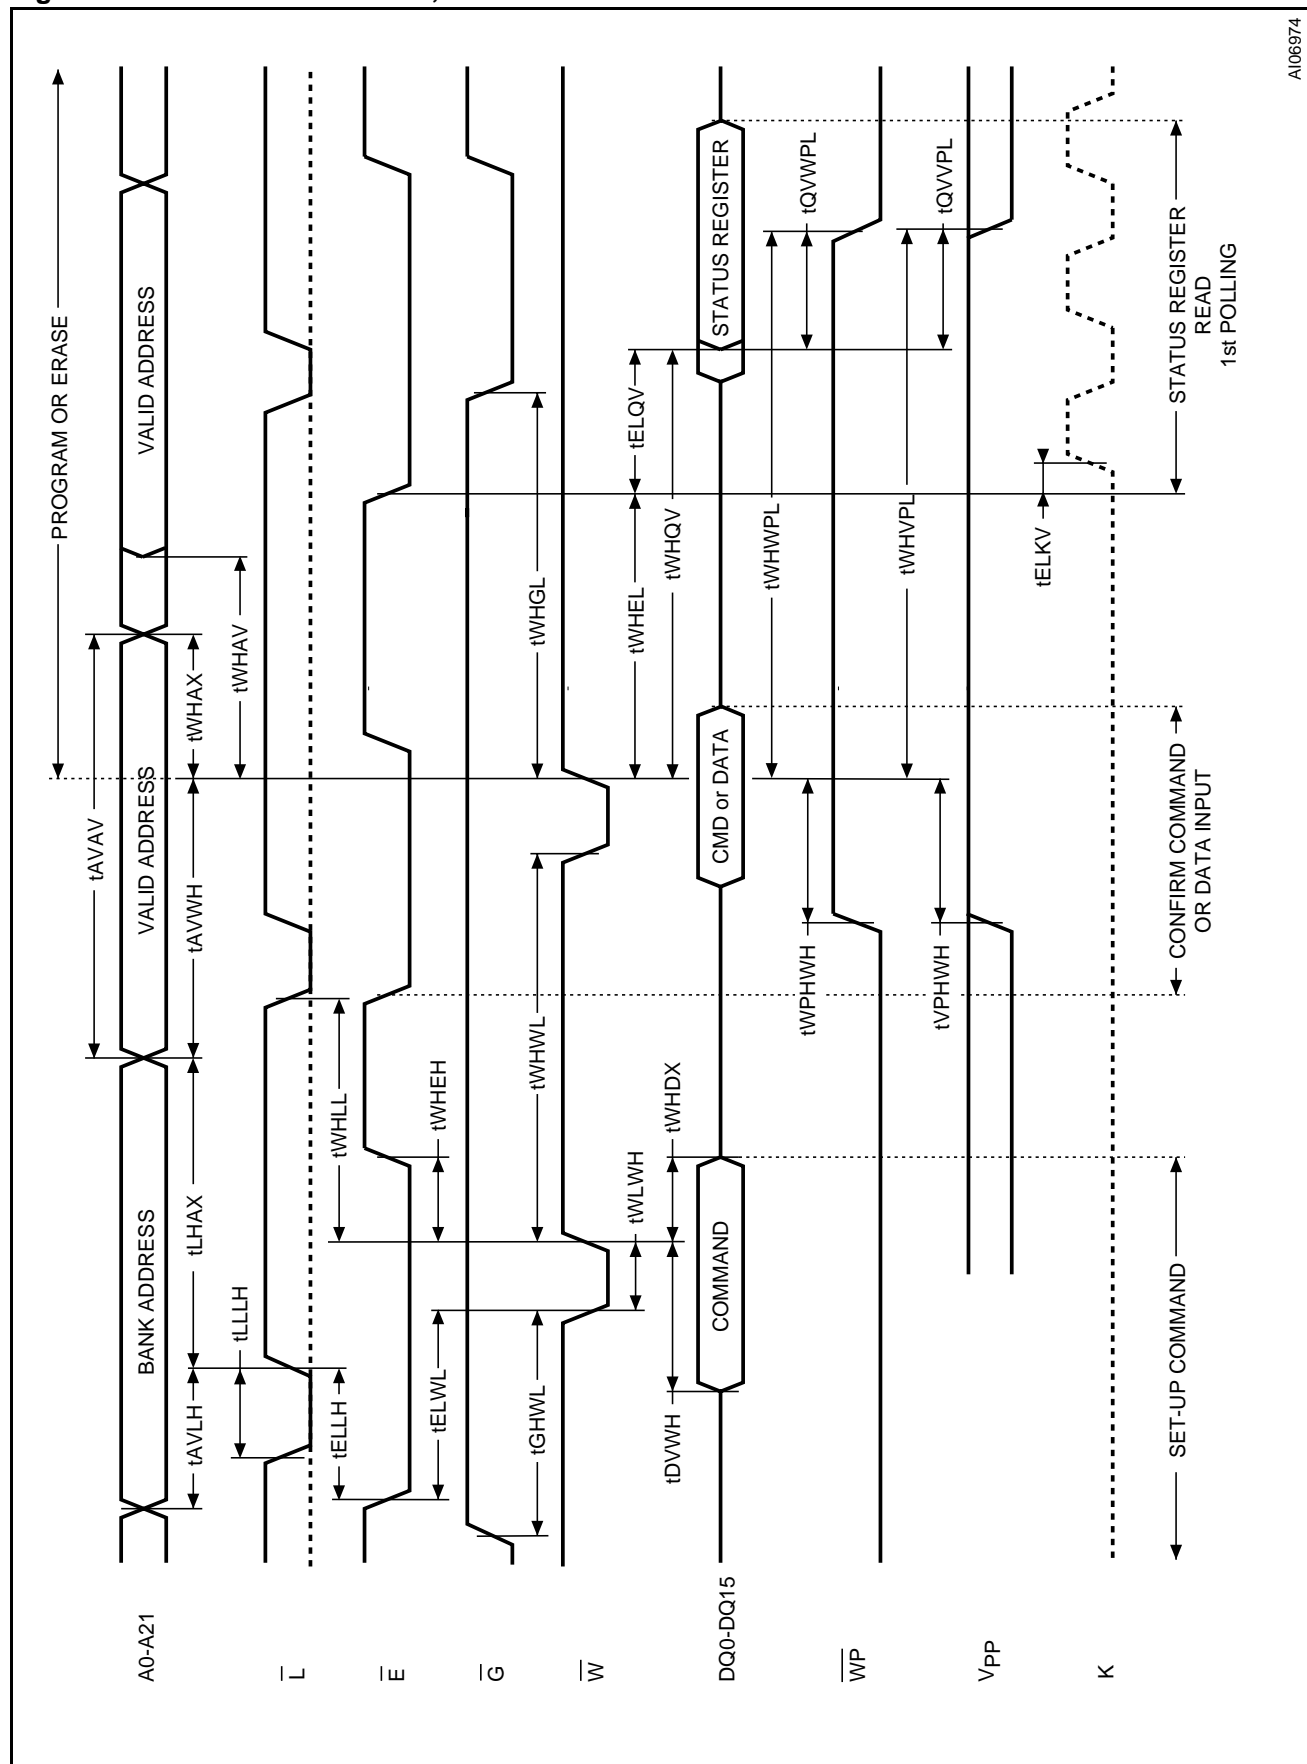 PROGRAM OR ERASE
tAVAV
A0-A21
BANK ADDRESS
VALID ADDRESS
VALID ADDRESS
tAVLH
tLHAX
tAVWH
tWHAX
tLLLH
tWHAV
L
tELLH
tWHLL
E
tELWL
tWHEH
G
tGHWL
tWHWL
tWHGL
W
tWLWH
tWHEL
tELQV
tDVWH
tWHDX
tWHQV
DQ0-DQ15
COMMAND
CMD or DATA
STATUS REGISTER
tWHWPL
tWPHWH
tQVWPL
WP
tWHVPL
tVPHWH
tQVVPL
VPP
tELKV
K
SET-UP COMMAND
CONFIRM COMMAND
OR DATA INPUT
STATUS REGISTER
READ
1st POLLING
AI06974